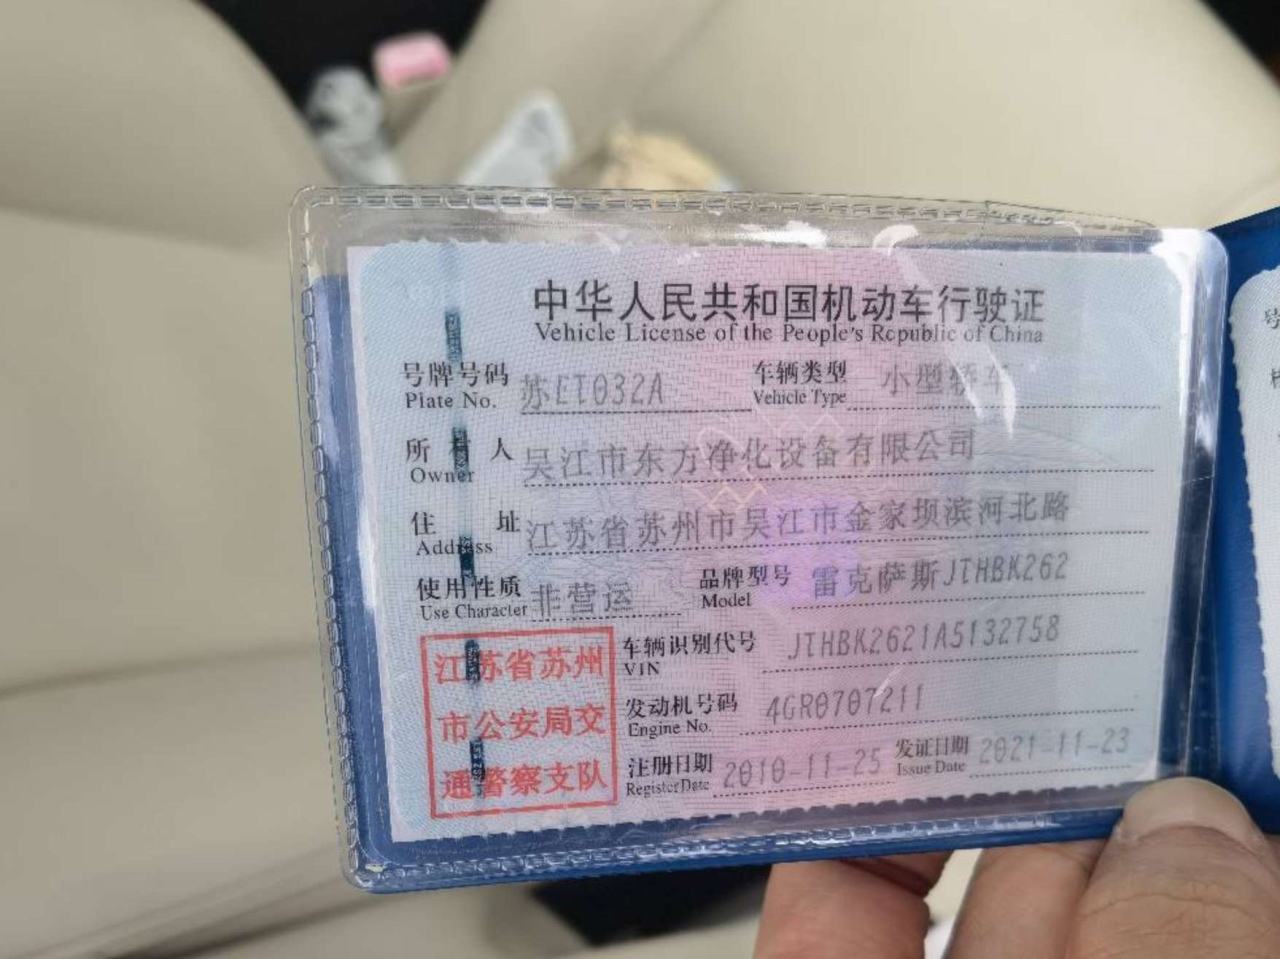 中华人民共和国机动车行驶证
Vehicle License of the People's Republic of China
号牌号码 苏ET032A 车辆类型 小型轿车
Plate No. Vehicle Type
所有人 吴江市东方净化设备有限公司
Owner
住址 江苏省苏州市吴江市金家坝滨河北路
Address
使用性质 非营运 品牌型号 雷克萨斯JTHBK262
Use Character Model
江苏省苏州
市公安局交
通警察支队
车辆识别代号 JTHBK2621A5132758
VIN
发动机号码 4GR0707211
Engine No.
注册日期 2010-11-25 发证日期 2021-11-23
Register Date Issue Date
号